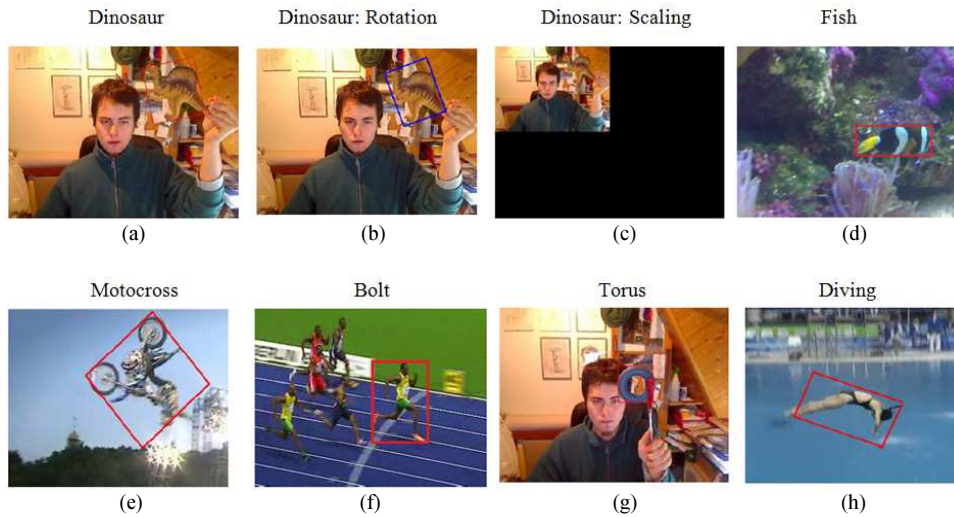 Dinosaur
Dinosaur: Rotation
Dinosaur: Scaling
Fish
(a)
(b)
(c)
(d)
Motocross
Bolt
Torus
Diving
(e)
(f)
(g)
(h)